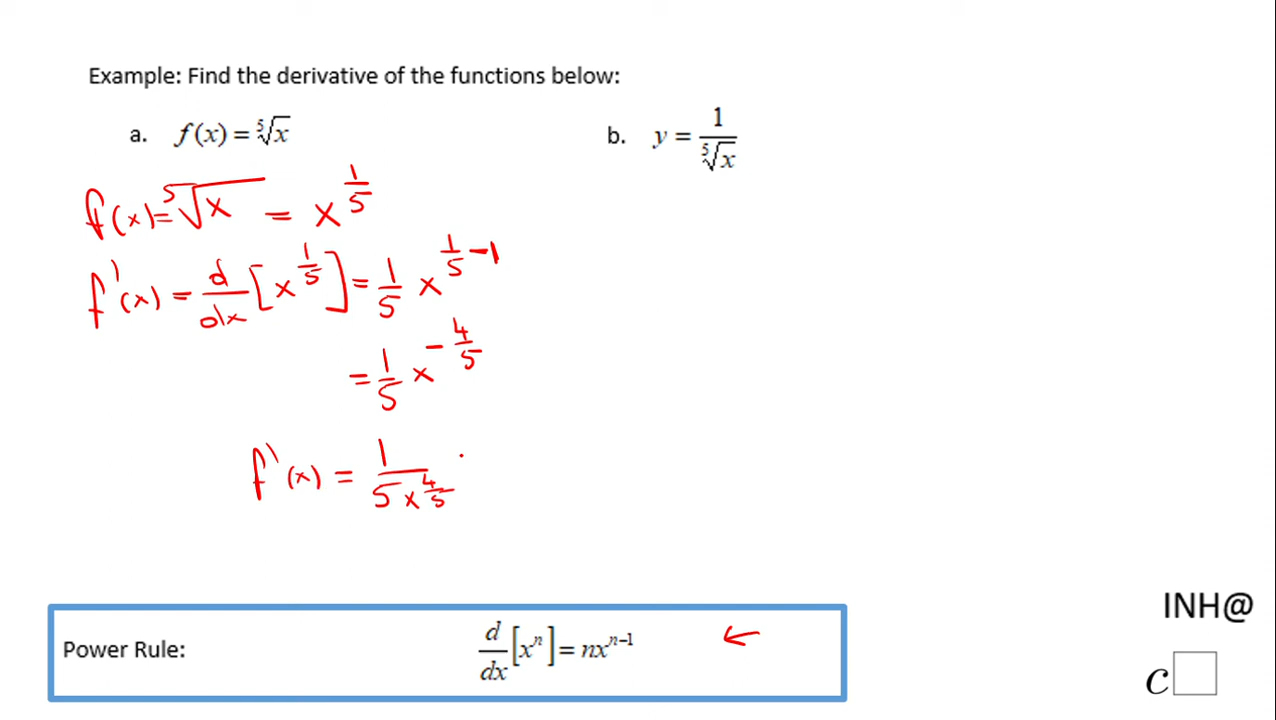 Example: Find the derivative of the functions below:
a. f(x) = ⁵√x
b. y = 1/⁵√x
f(x) = ⁵√x = x^(1/5)
f'(x) = d/dx [x^(1/5)] = 1/5 x^(1/5 - 1)
= 1/5 x^(-4/5)
f'(x) = 1/(5x^(4/5))
INH@
Power Rule: d/dx [xⁿ] = nxⁿ⁻¹ ←
c□